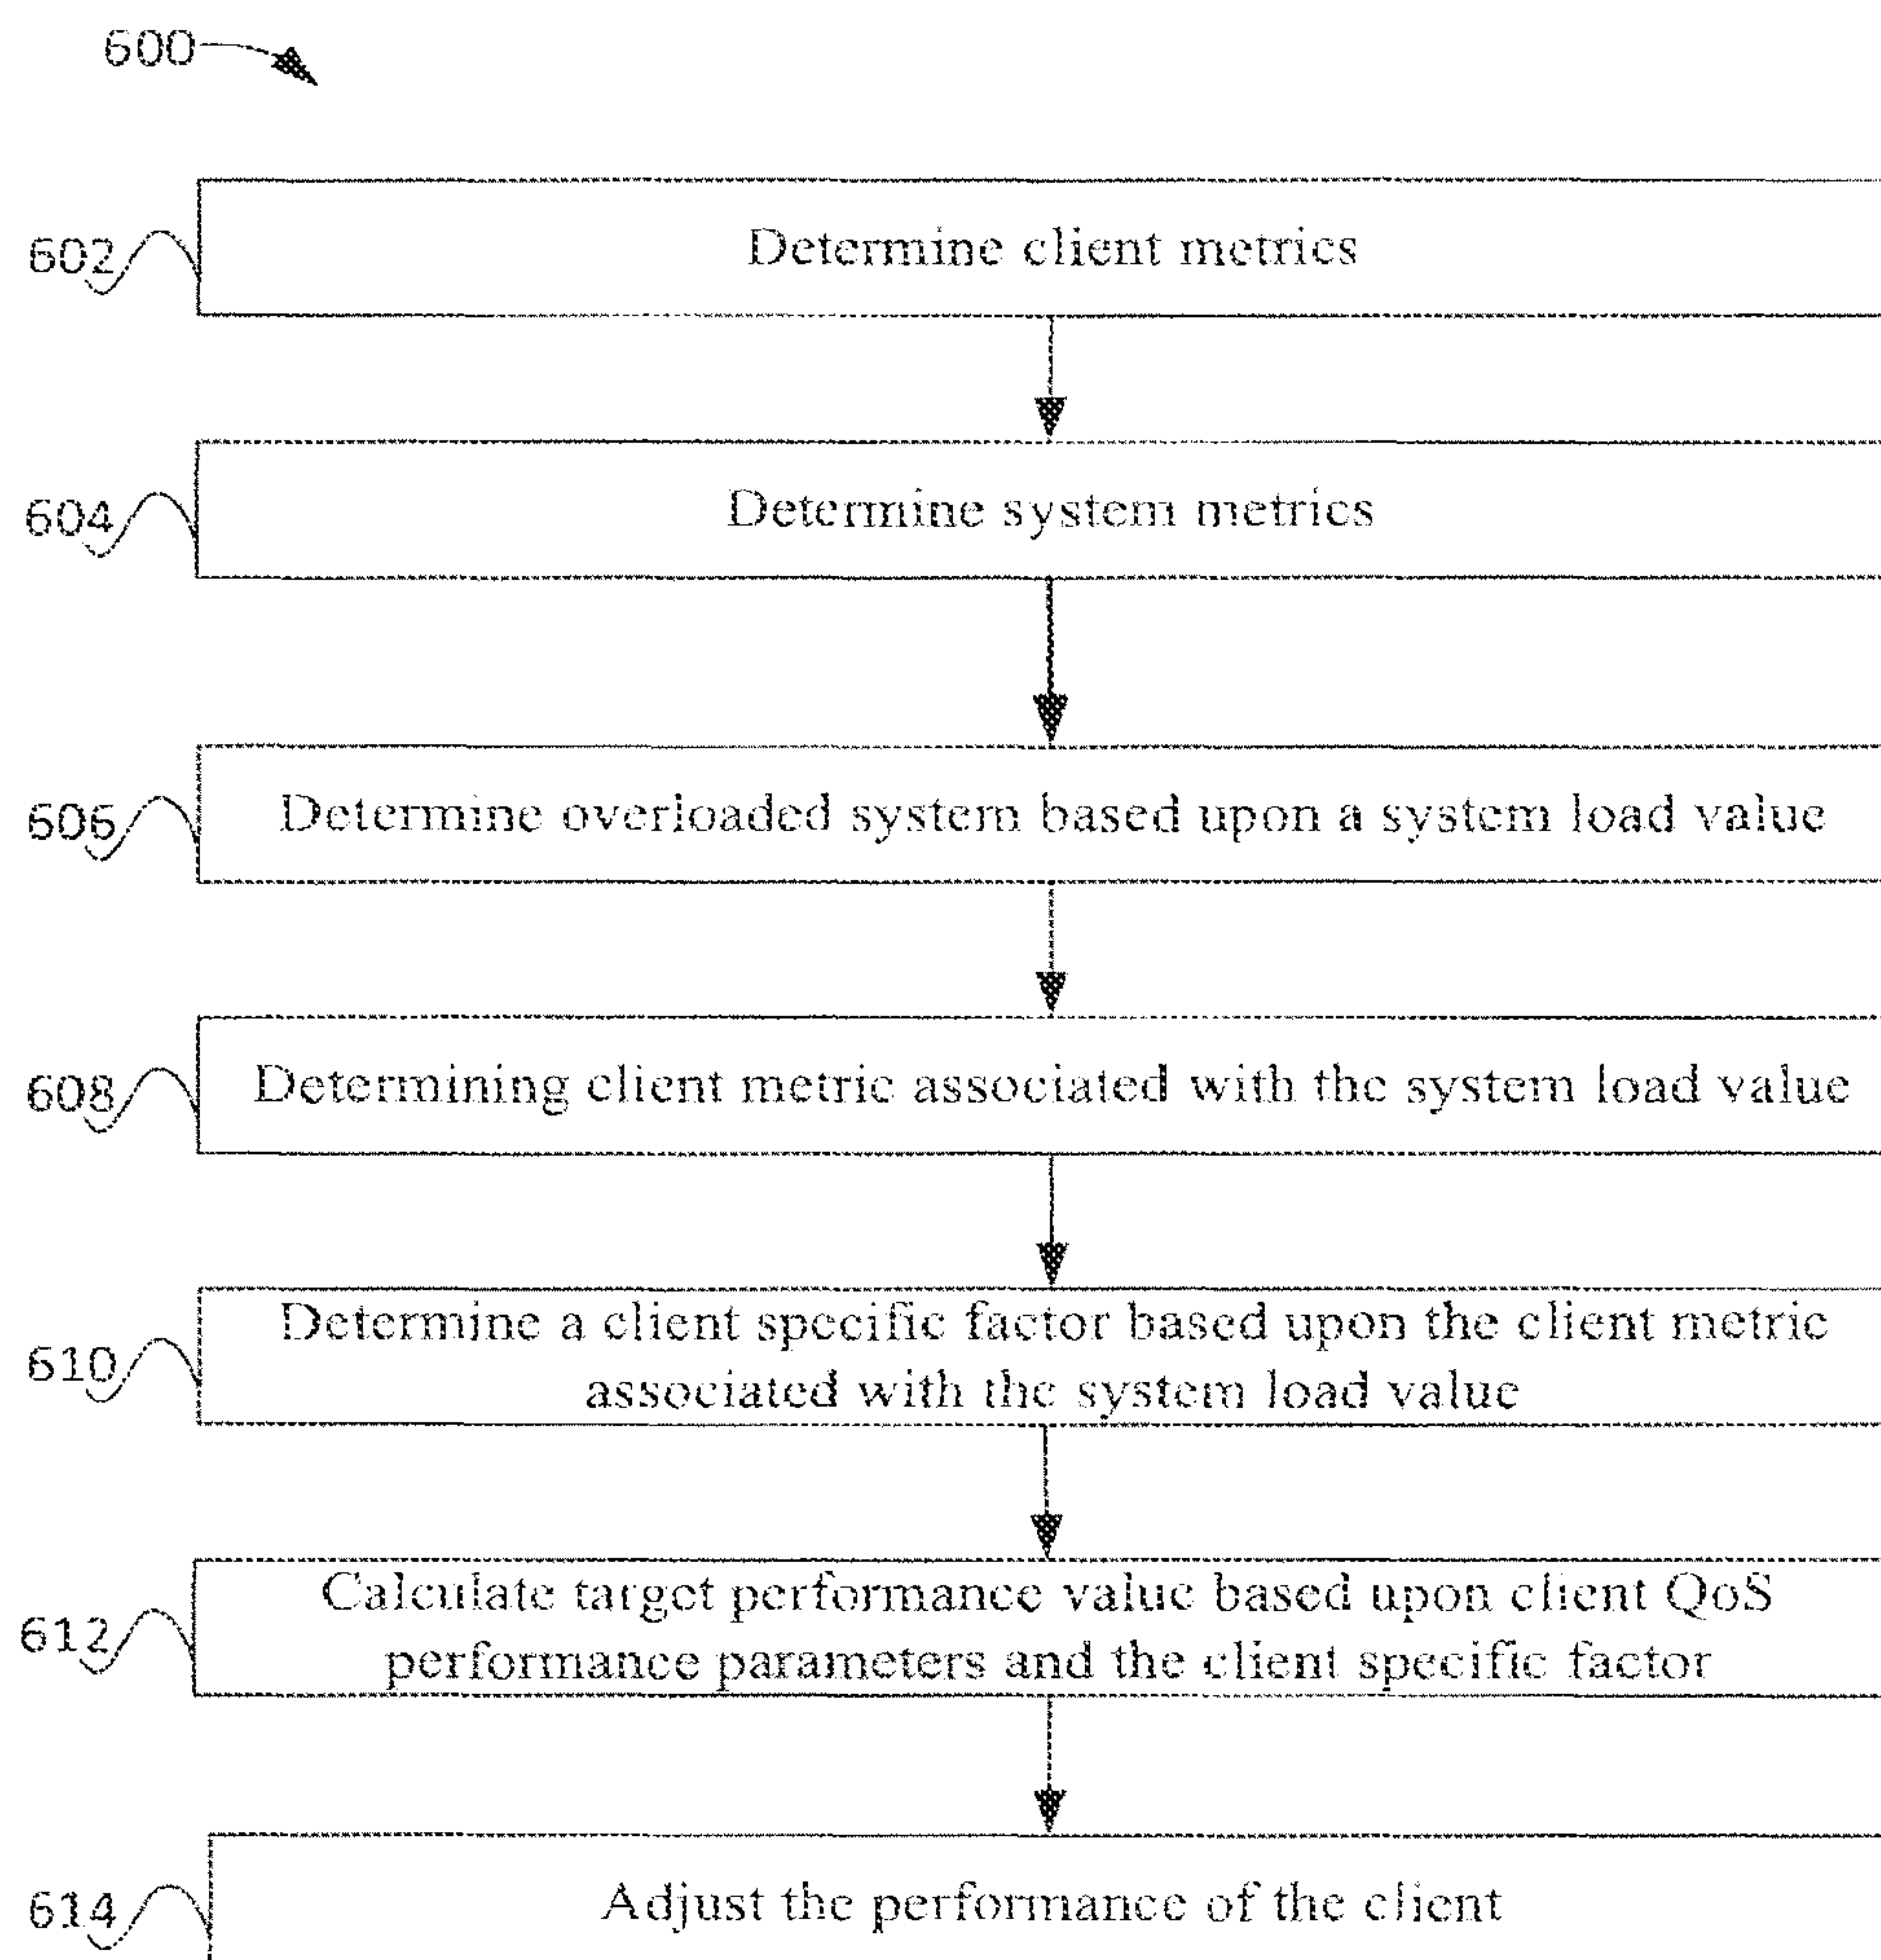 600
602
Determine client metrics
604
Determine system metrics
606
Determine overloaded system based upon a system load value
608
Determining client metric associated with the system load value
610
Determine a client specific factor based upon the client metric
associated with the system load value
612
Calculate target performance value based upon client QoS
performance parameters and the client specific factor
614
Adjust the performance of the client